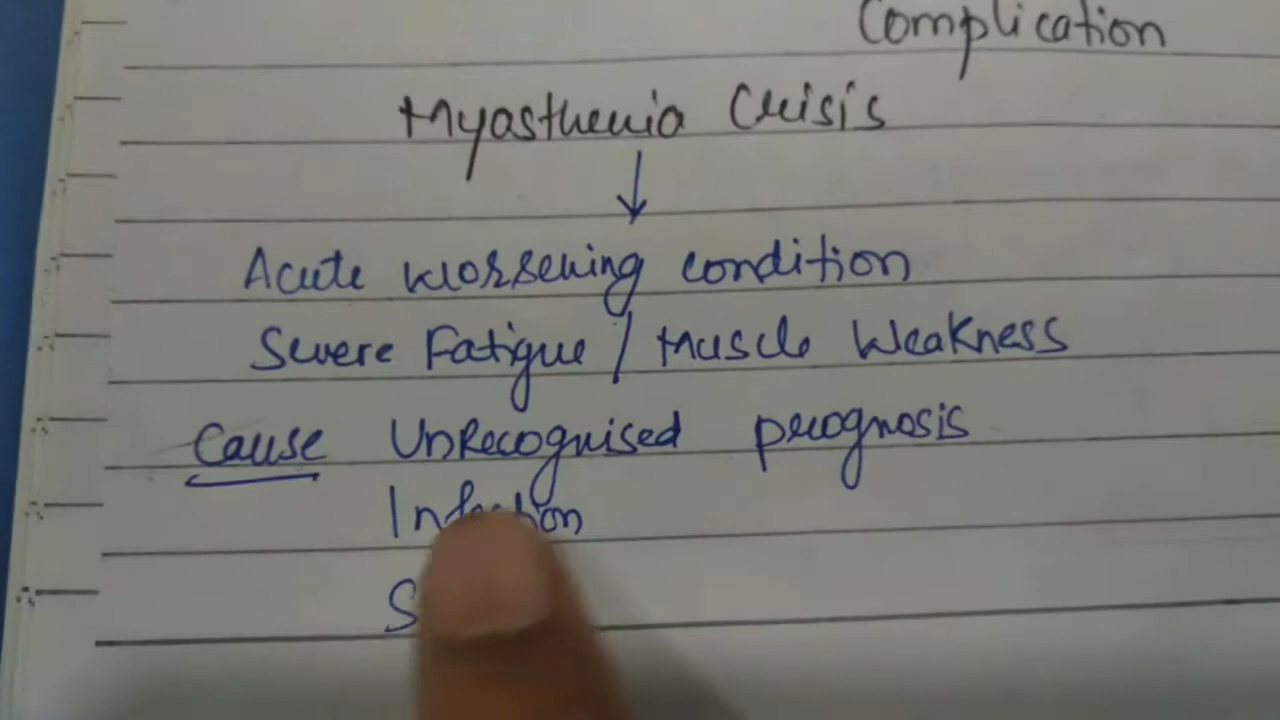 Complication
Myasthenia Crisis
Acute worsening condition
Severe Fatigue / Muscle Weakness
Cause UnRecognised prognosis
Infection